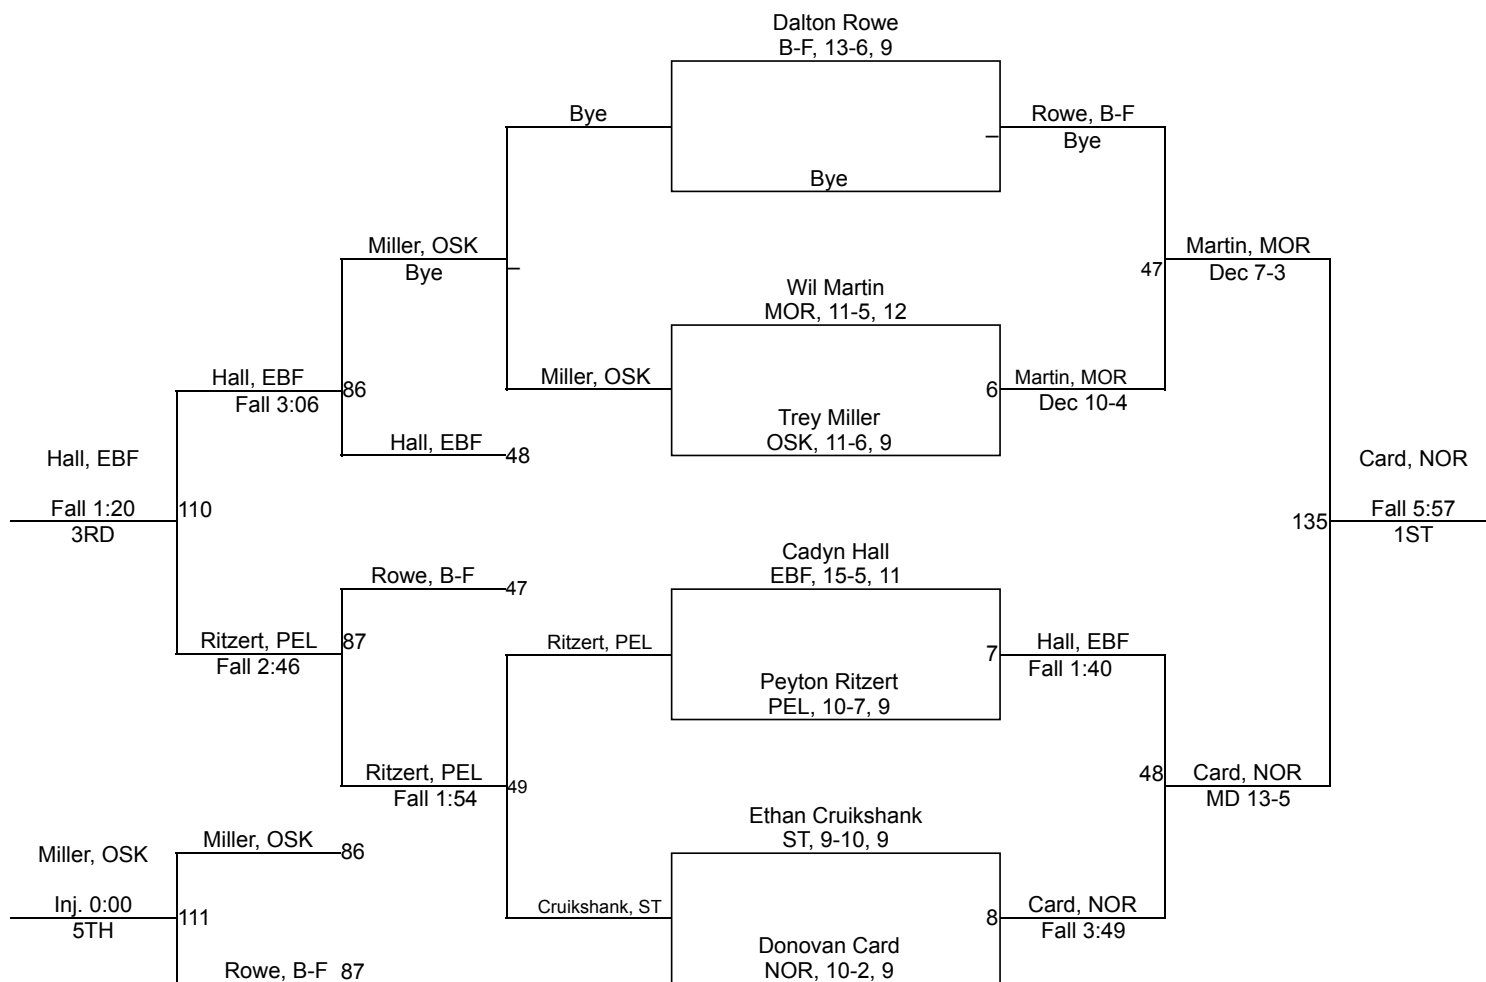 Dalton Rowe
B-F, 13-6, 9
Bye
Rowe, B-F
Bye
Bye
Miller, OSK
Bye
Martin, MOR
47
Dec 7-3
Wil Martin
MOR, 11-5, 12
Hall, EBF
86
Fall 3:06
Miller, OSK
6
Martin, MOR
Dec 10-4
Trey Miller
OSK, 11-6, 9
Hall, EBF
48
Hall, EBF
Fall 1:20
110
3RD
Card, NOR
135
Fall 5:57
1ST
Cadyn Hall
EBF, 15-5, 11
Rowe, B-F
47
Ritzert, PEL
87
Fall 2:46
Ritzert, PEL
7
Hall, EBF
Fall 1:40
Peyton Ritzert
PEL, 10-7, 9
Ritzert, PEL
49
Fall 1:54
48
Card, NOR
MD 13-5
Ethan Cruikshank
ST, 9-10, 9
Miller, OSK
Miller, OSK
86
Inj. 0:00
111
5TH
Cruikshank, ST
8
Card, NOR
Fall 3:49
Donovan Card
NOR, 10-2, 9
Rowe, B-F
87